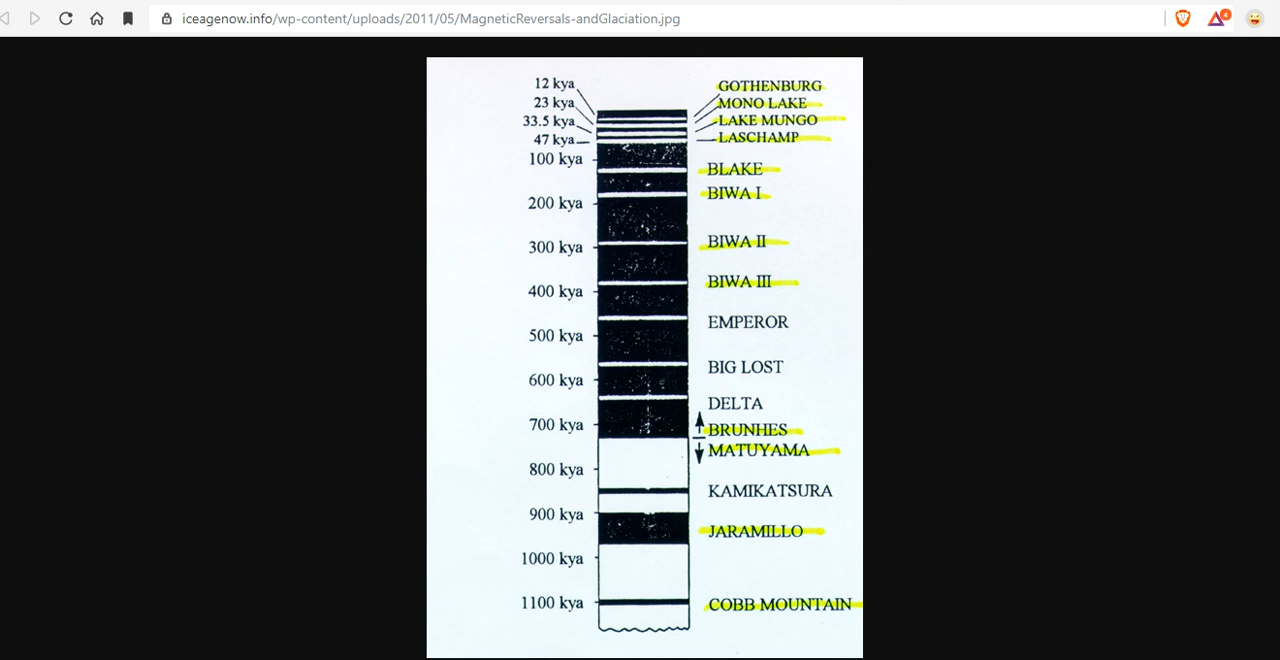 iceagenow.info/wp-content/uploads/2011/05/MagneticReversals-andGlaciation.jpg
4
12 kya
GOTHENBURG
23 kya
MONO LAKE
33.5 kya
LAKE MUNGO
47 kya
LASCHAMP
100 kya
BLAKE
BIWA I
200 kya
BIWA II
300 kya
BIWA III
400 kya
EMPEROR
500 kya
BIG LOST
600 kya
DELTA
700 kya
BRUNHES
MATUYAMA
800 kya
KAMIKATSURA
900 kya
JARAMILLO
1000 kya
1100 kya
COBB MOUNTAIN